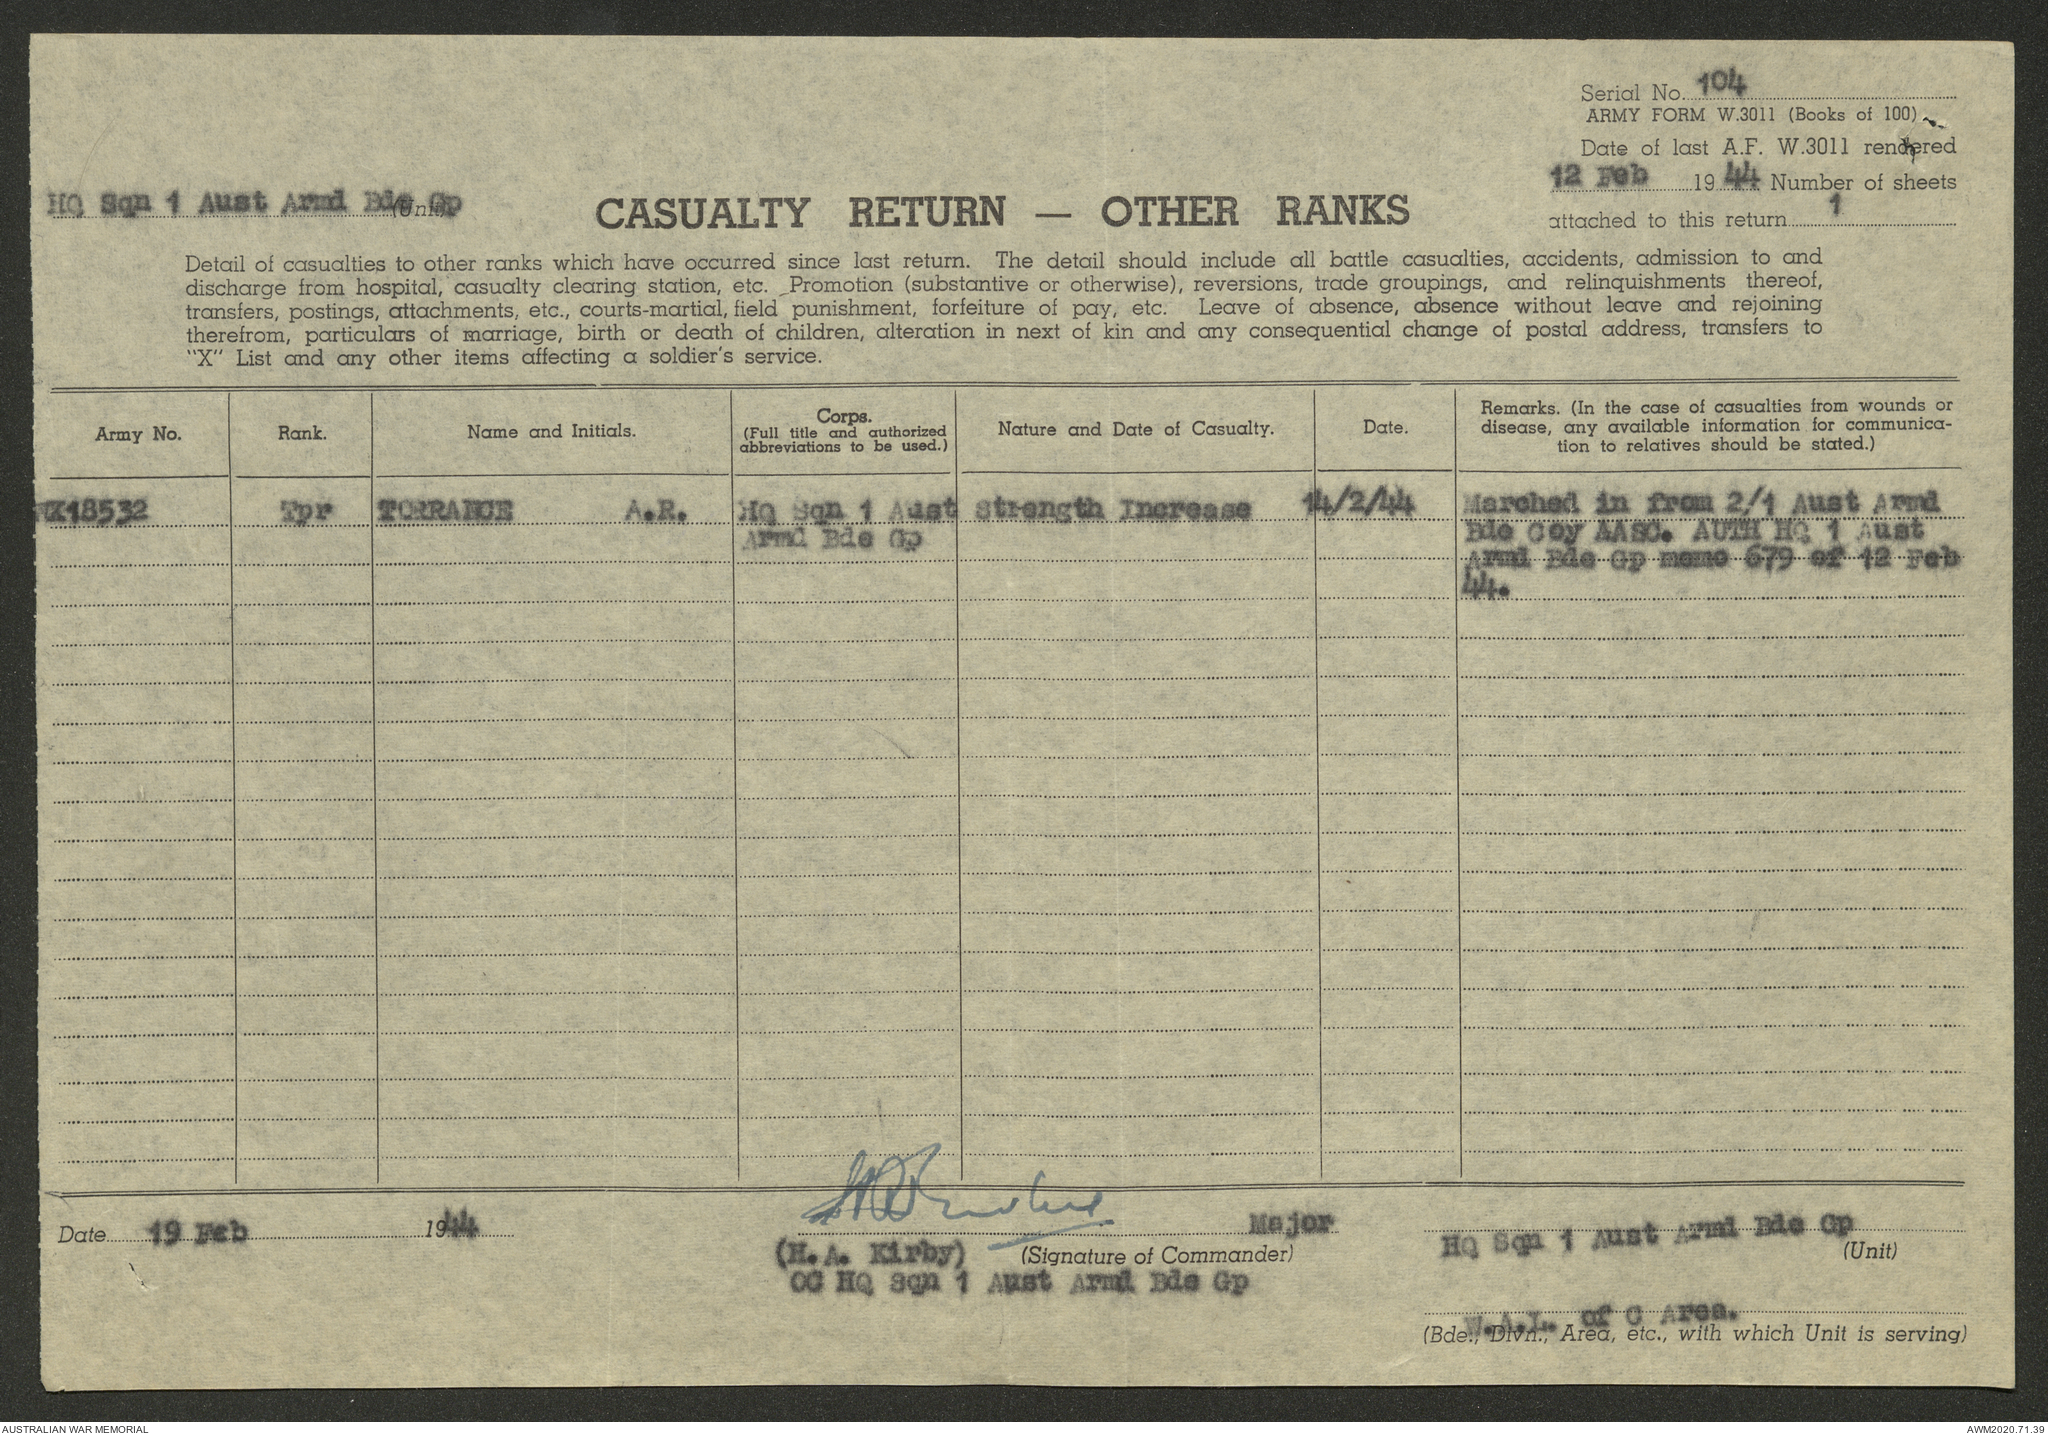 Serial No. 104
ARMY FORM W.3011 (Books of 100)
Date of last A.F. W.3011 rendered
12 Feb 19 44 Number of sheets
attached to this return 1
HQ Sqn 1 Aust Armd Bde Gp (Unit)
CASUALTY RETURN — OTHER RANKS
Detail of casualties to other ranks which have occurred since last return. The detail should include all battle casualties, accidents, admission to and
discharge from hospital, casualty clearing station, etc. Promotion (substantive or otherwise), reversions, trade groupings, and relinquishments thereof,
transfers, postings, attachments, etc., courts-martial, field punishment, forfeiture of pay, etc. Leave of absence, absence without leave and rejoining
therefrom, particulars of marriage, birth or death of children, alteration in next of kin and any consequential change of postal address, transfers to
"X" List and any other items affecting a soldier's service.
Army No.
Rank.
Name and Initials.
Corps.
(Full title and authorized
abbreviations to be used.)
Nature and Date of Casualty.
Date.
Remarks. (In the case of casualties from wounds or
disease, any available information for communica-
tion to relatives should be stated.)
Tpr
TORRANCE A.R.
HQ Sqn 1 Aust
Armd Bde Gp
Strength Increase
14/2/44
Marched in from 2/1 Aust Armd
Bde Coy AASC. AUTH HQ 1 Aust
Armd Bde Gp memo 679 of 12 Feb
44.
Date 19 Feb 1944
Major
(H.A. Kirby) (Signature of Commander)
OC HQ Sqn 1 Aust Armd Bde Gp
HQ Sqn 1 Aust Armd Bde Gp
(Unit)
W.A.L. of C Area.
(Bde., Divn., Area, etc., with which Unit is serving)
AUSTRALIAN WAR MEMORIAL
AWM2020.71.39